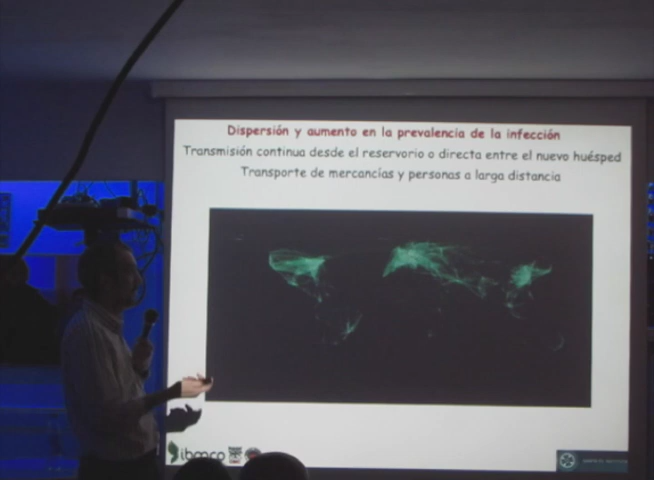 Dispersión y aumento en la prevalencia de la infección
Transmisión continua desde el reservorio o directa entre el nuevo huésped
Transporte de mercancías y personas a larga distancia
ibmcp